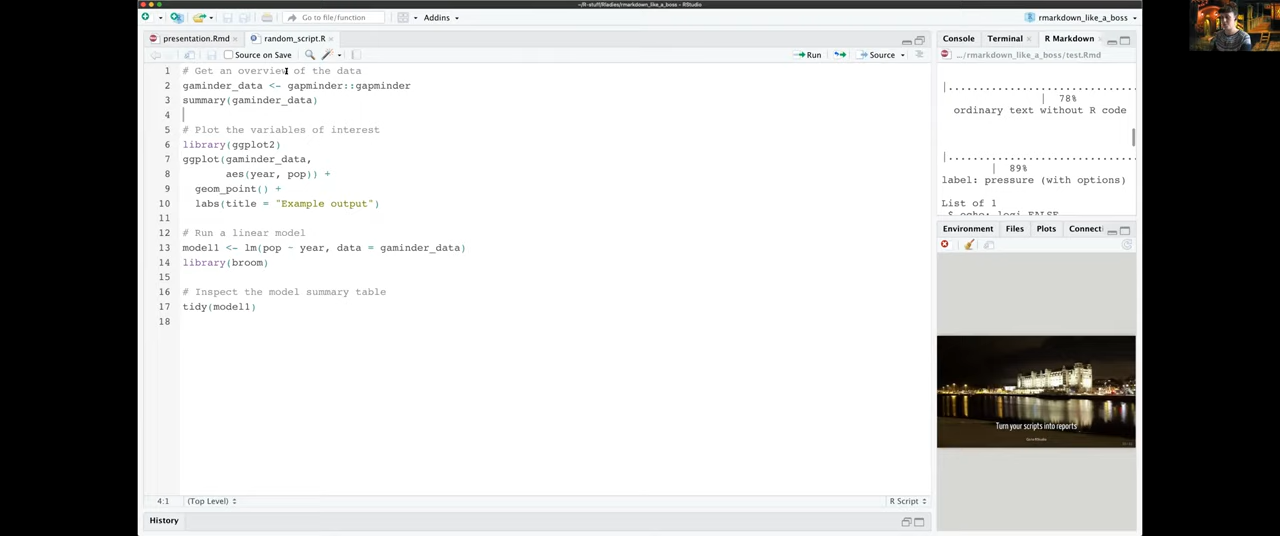 ~/R-stuff/Rladies/rmarkdown_like_a_boss - RStudio
Go to file/function
Addins
rmarkdown_like_a_boss
presentation.Rmd
random_script.R
Source on Save
Run
Source
1 # Get an overview of the data
2 gaminder_data <- gapminder::gapminder
3 summary(gaminder_data)
4
5 # Plot the variables of interest
6 library(ggplot2)
7 ggplot(gaminder_data,
8 aes(year, pop)) +
9 geom_point() +
10 labs(title = "Example output")
11
12 # Run a linear model
13 model1 <- lm(pop ~ year, data = gaminder_data)
14 library(broom)
15
16 # Inspect the model summary table
17 tidy(model1)
18
4:1 (Top Level) R Script
History
Console Terminal R Markdown
.../rmarkdown_like_a_boss/test.Rmd
|...........................
| 78%
ordinary text without R code
|...........................
| 89%
label: pressure (with options)
List of 1
$ echo: logi FALSE
Environment Files Plots Connecti
Turn your scripts into reports